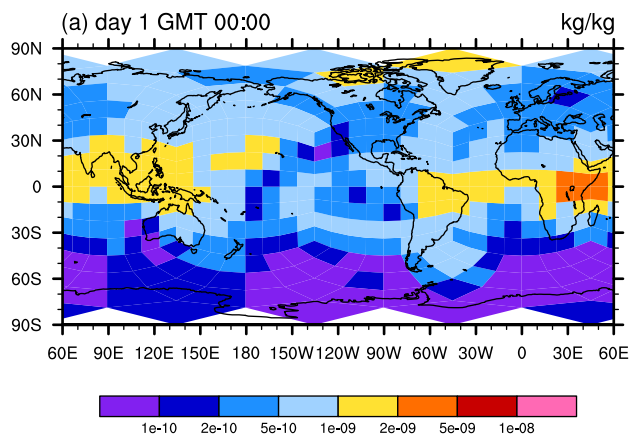 (a) day 1 GMT 00:00 kg/kg
90N
60N
30N
0
30S
60S
90S
60E 90E 120E 150E 180 150W 120W 90W 60W 30W 0 30E 60E
1e-10 2e-10 5e-10 1e-09 2e-09 5e-09 1e-08